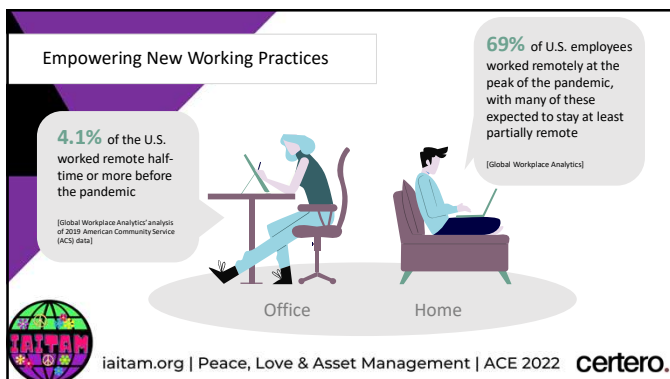 Empowering New Working Practices
69% of U.S. employees
worked remotely at the
peak of the pandemic,
with many of these
expected to stay at least
partially remote
[Global Workplace Analytics]
4.1% of the U.S.
worked remote half-
time or more before
the pandemic
[Global Workplace Analytics' analysis
of 2019 American Community Service
(ACS) data]
Office
Home
IAITAM
iaitam.org | Peace, Love & Asset Management | ACE 2022
certero.